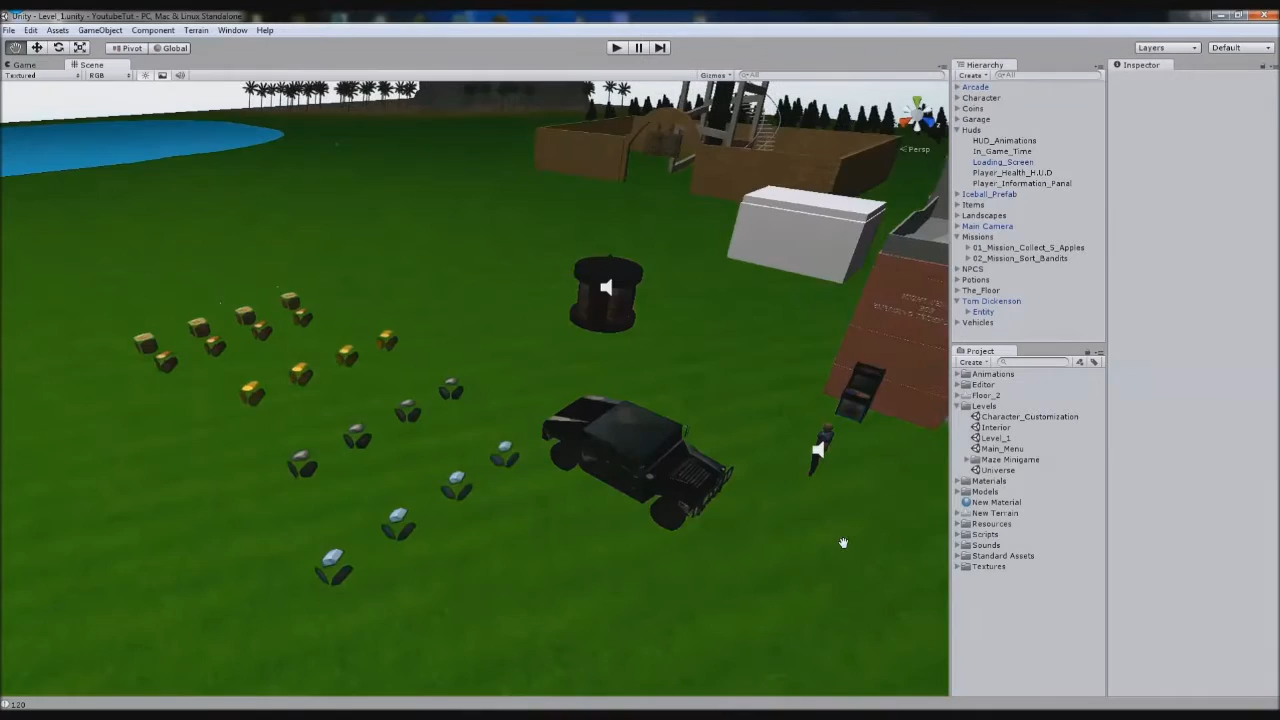 Unity - Level_1.unity - YoutubeTut - PC, Mac & Linux Standalone
File Edit Assets GameObject Component Terrain Window Help
Pivot Global Layers Default
Game Scene
Textured RGB Gizmos All
Persp
Hierarchy
Create All
Arcade
Character
Coins
Garage
Huds
HUD_Animations
In_Game_Time
Loading_Screen
Player_Health_H.U.D
Player_Information_Panal
Iceball_Prefab
Items
Landscapes
Main Camera
Missions
01_Mission_Collect_5_Apples
02_Mission_Sort_Bandits
NPCS
Potions
The_Floor
Tom Dickenson
Entity
Vehicles
Project
Create
Animations
Editor
Floor_2
Levels
Character_Customization
Interior
Level_1
Main_Menu
Maze Minigame
Universe
Materials
Models
New Material
New Terrain
Resources
Scripts
Sounds
Standard Assets
Textures
Inspector
120